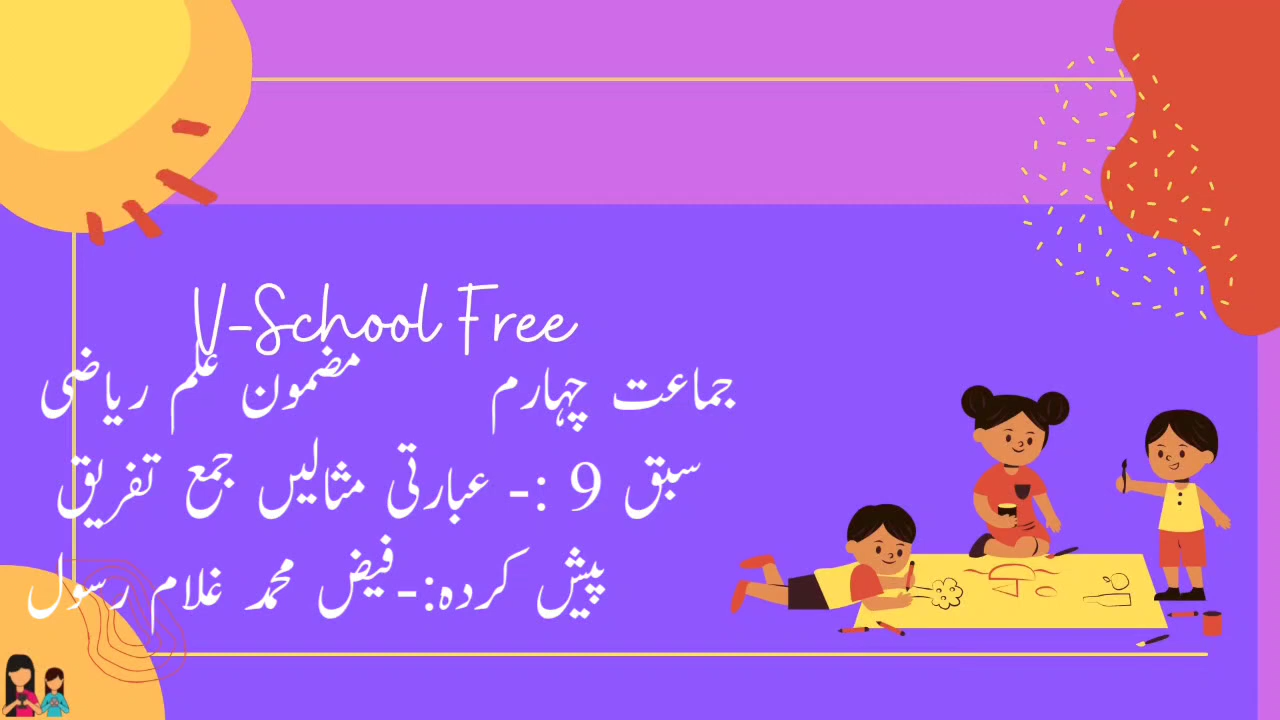 V-School Free
جماعت چہارم مضمون علم ریاضی
سبق 9 :- عبارتی مثالیں جمع تفریق
پیش کردہ:-فیض محمد غلام رسول